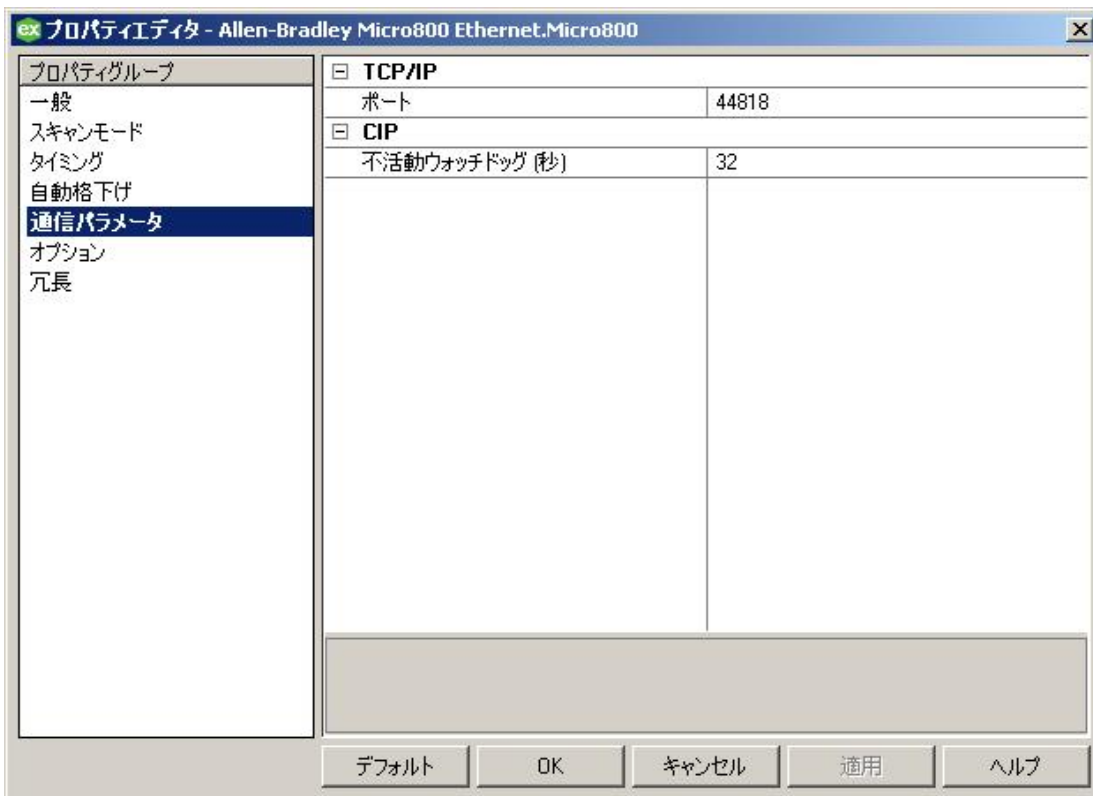 ex プロパティエディタ - Allen-Bradley Micro800 Ethernet.Micro800
プロパティグループ
一般
スキャンモード
タイミング
自動格下げ
通信パラメータ
オプション
冗長
TCP/IP
ポート 44818
CIP
不活動ウォッチドッグ (秒) 32
デフォルト OK キャンセル 適用 ヘルプ